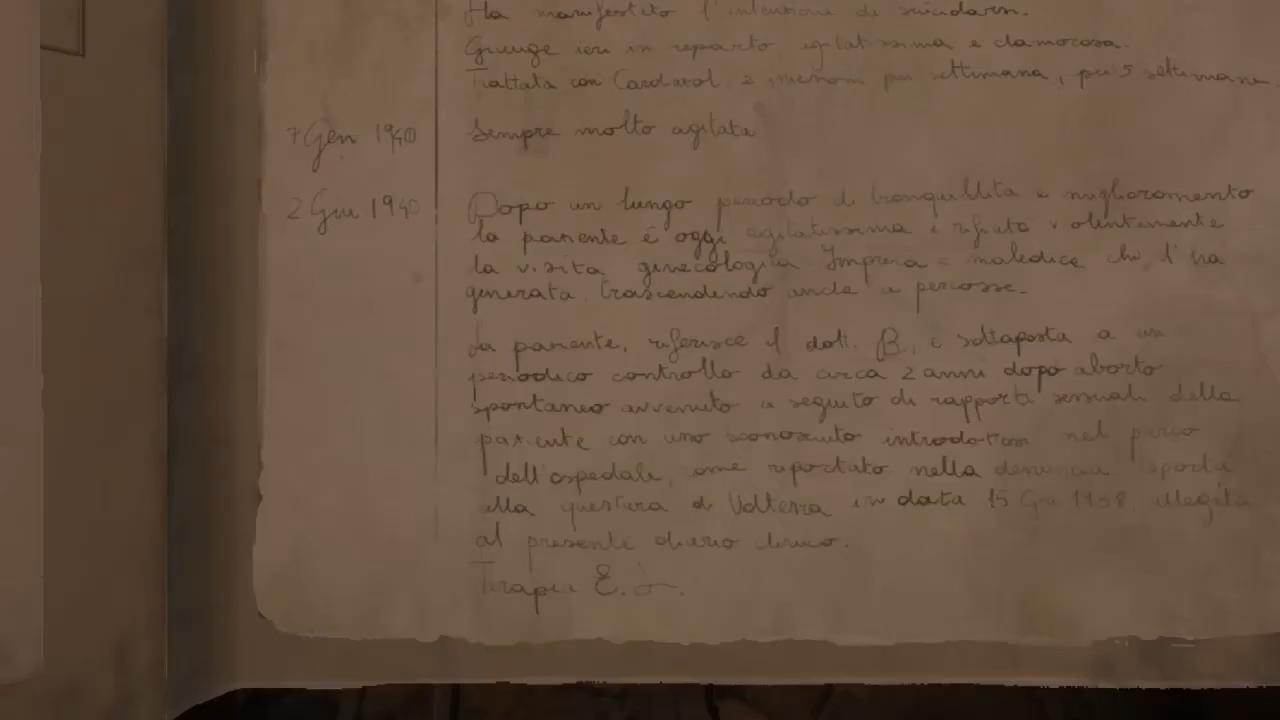 Ha manifestato l'intenzione di suicidarsi.
Giunge ieri in reparto agitatissima e clamorosa.
Trattata con Cardiazol 2 iniezioni per settimana, per 5 settimane
7 Gen 1940 Sempre molto agitata
2 Giu 1940 Dopo un lungo periodo di tranquillità e miglioramento
la paziente è oggi agitatissima e rifiuta violentemente
la visita ginecologica Impreca e maledice chi l'ha
generata, trascendendo anche a percosse.
La paziente, riferisce il dott. B., è sottoposta a un
periodico controllo da circa 2 anni dopo aborto
spontaneo avvenuto a seguito di rapporti sessuali della
paziente con uno sconosciuto introdottosi nel parco
dell'ospedale, come riportato nella denuncia sporta
alla questura di Volterra in data 15 Giu 1938, allegata
al presente diario clinico.
Terapia E.